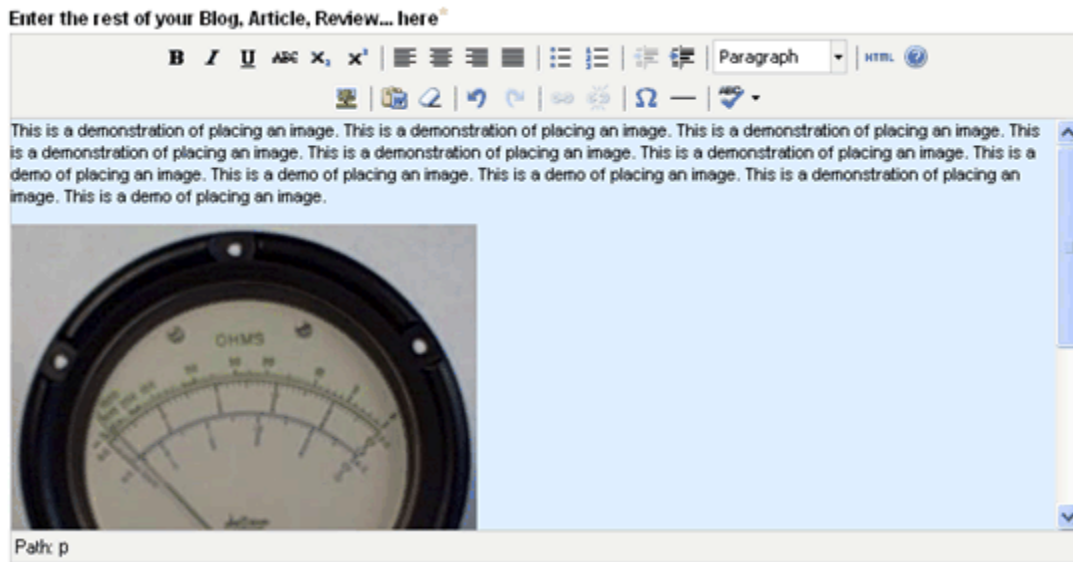 Enter the rest of your Blog, Article, Review... here*
B I U ABC X, X² Paragraph HTML ?
Ω — ABC
This is a demonstration of placing an image. This is a demonstration of placing an image. This is a demonstration of placing an image. This
is a demonstration of placing an image. This is a demonstration of placing an image. This is a demonstration of placing an image. This is a
demo of placing an image. This is a demo of placing an image. This is a demo of placing an image. This is a demonstration of placing an
image. This is a demo of placing an image.
OHMS
Path: p